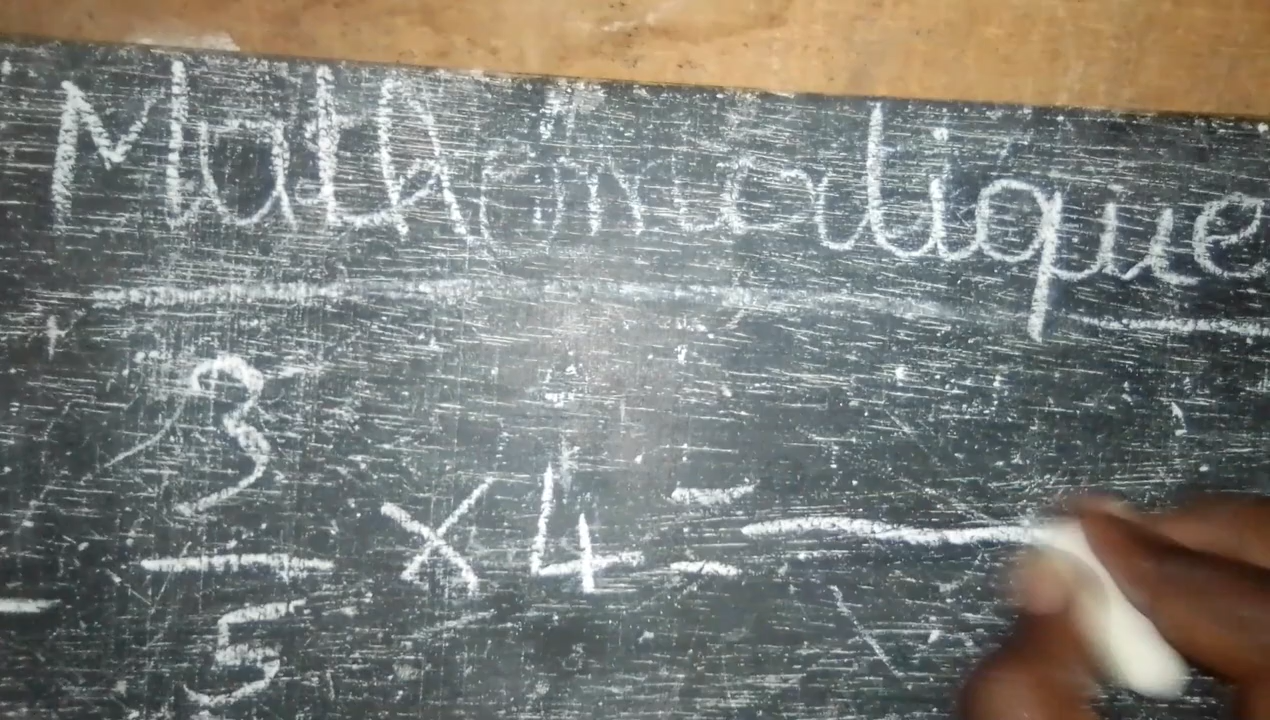 Mathématique
- 3/5 × 4 =